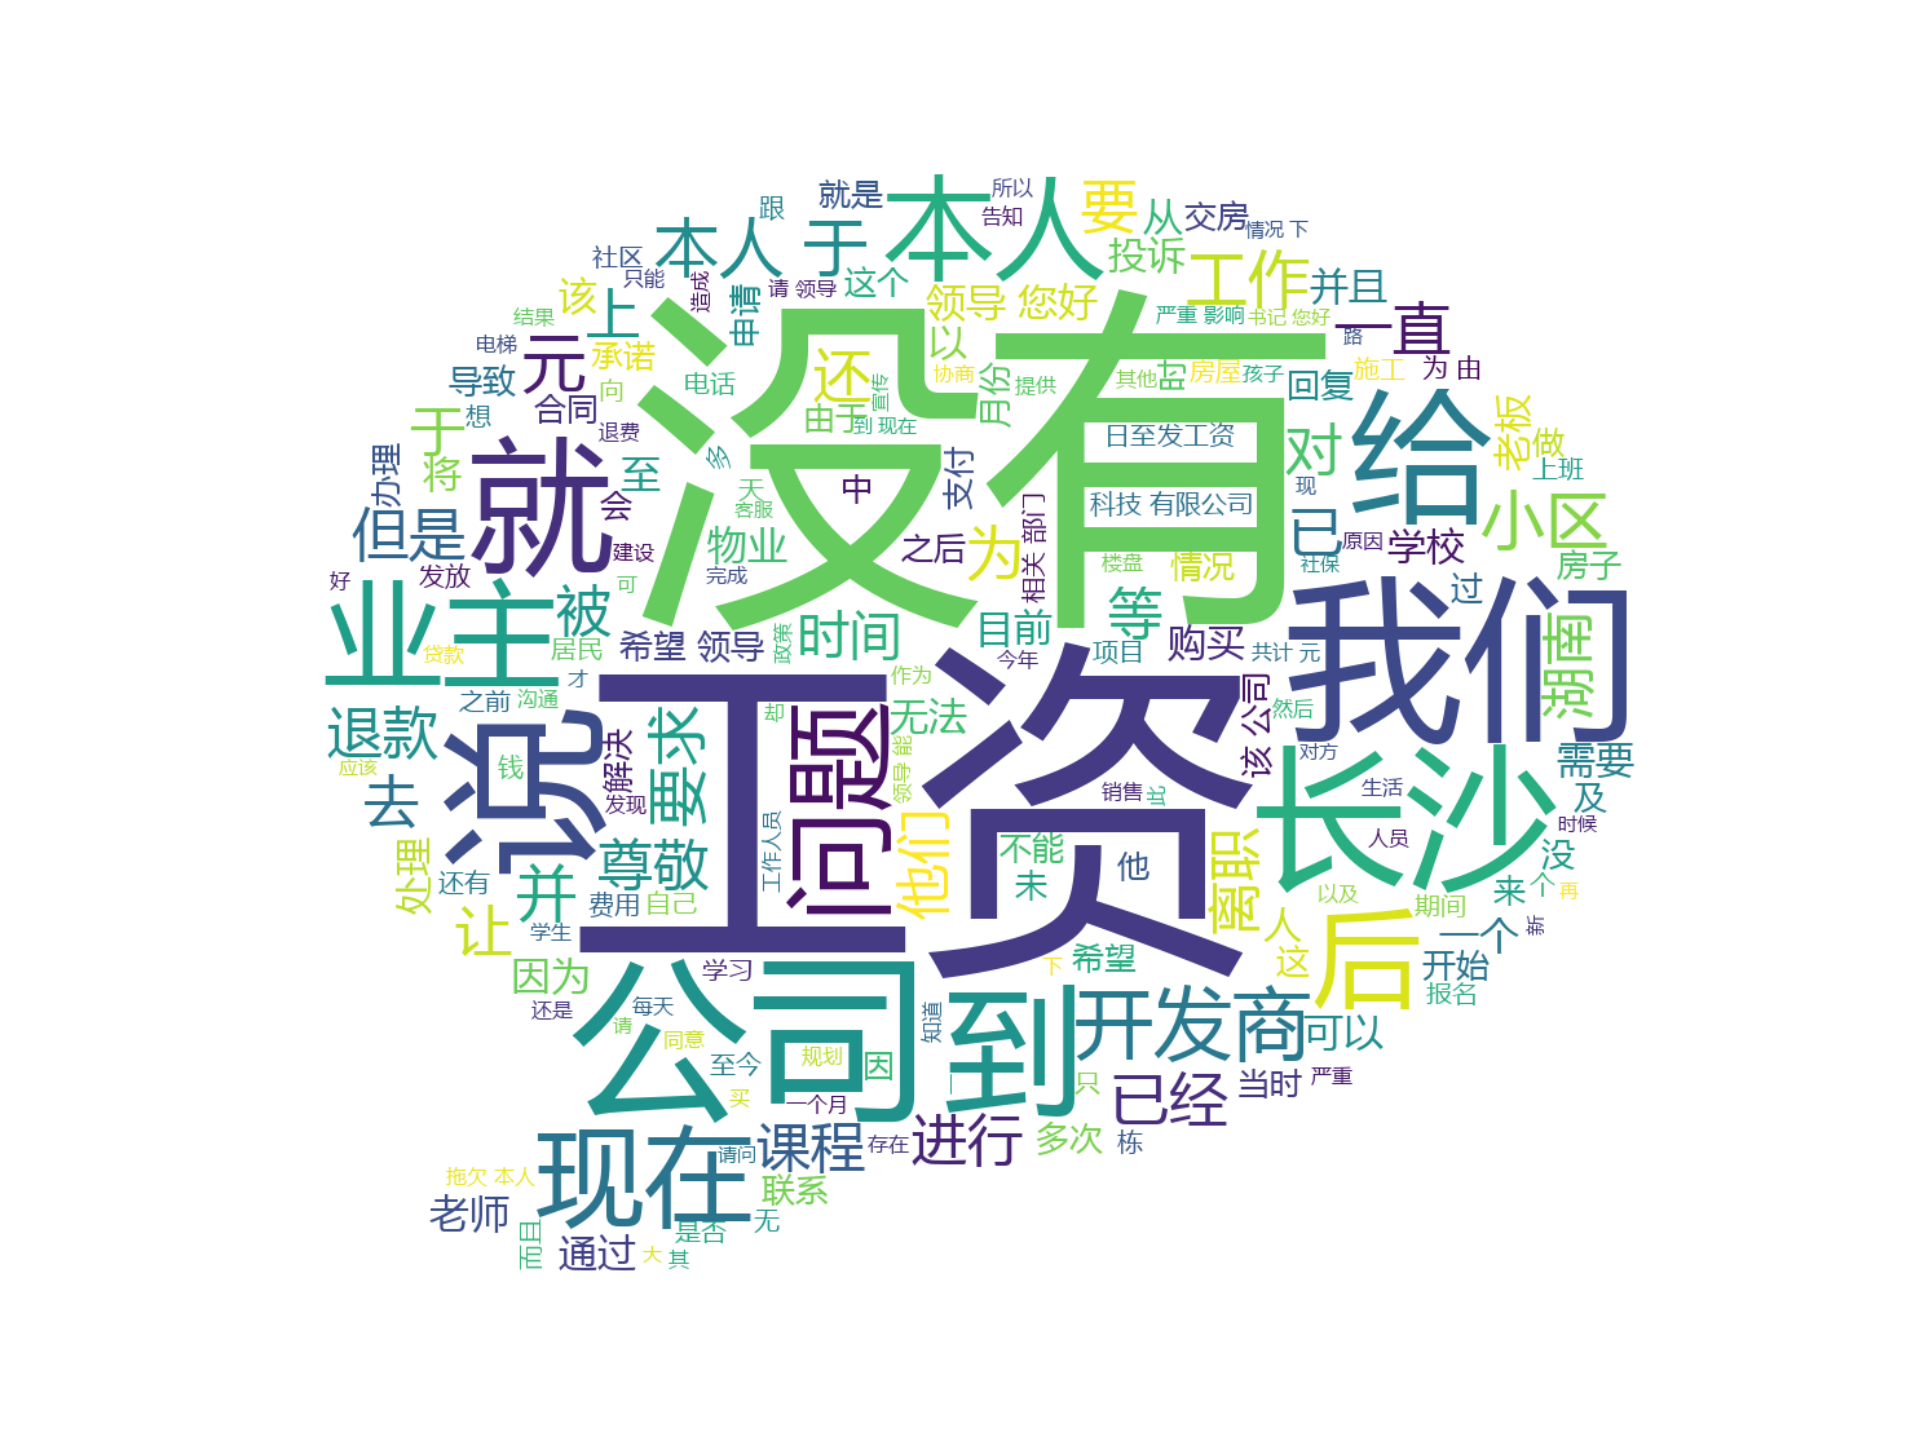 就是
本人
所以
告知
要
从
交房
情况 下
跟
本人
于
投诉
工作
并且
一直
社区
只能
造成
请 领导
这个
领导 您好
严重 影响
书记 您好
路
该
上
申请
结果
电梯
元
承诺
还
以
协商
月份
提供
其他
时
房屋
孩子
回复
施工
为 由
导致
合同
向
电话
宣传
由于
到 现在
没有
于
想
退费
日至发工资
对
给
老板
做
上班
办理
将
就
至
会
多
天
客服
中
支付
科技 有限公司
现
已
小区
但是
建设
物业
完成
之后
为
相关 部门
楼盘
情况
社保
原因
学校
房子
好
发放
业主
被
可
居民
贷款
希望 领导
政策
时间
目前
等
购买
项目
共计 元
过
我们
湖南
今年
作为
无法
之前
沟通
才
却
退款
说
钱
解决
发现
要求
工资
问题
领导 能
该 公司
然后
对方
需要
应该
去
长沙
销售
出
生活
及
时候
人员
工作人员
处理
还有
尊敬
他们
不能
未
他
离职
没
来
个
再
并
费用
自己
以及
期间
让
学生
后
人
一个
新
因为
学习
公司
到
下
希望
这
开始
报名
还是
每天
请
同意
至今
规划
因
知道
开发商
可以
只
买
一个月
已经
当时
严重
现在
请问
课程
存在
进行
多次
栋
拖欠 本人
老师
联系
是否
无
而且
通过
大
其